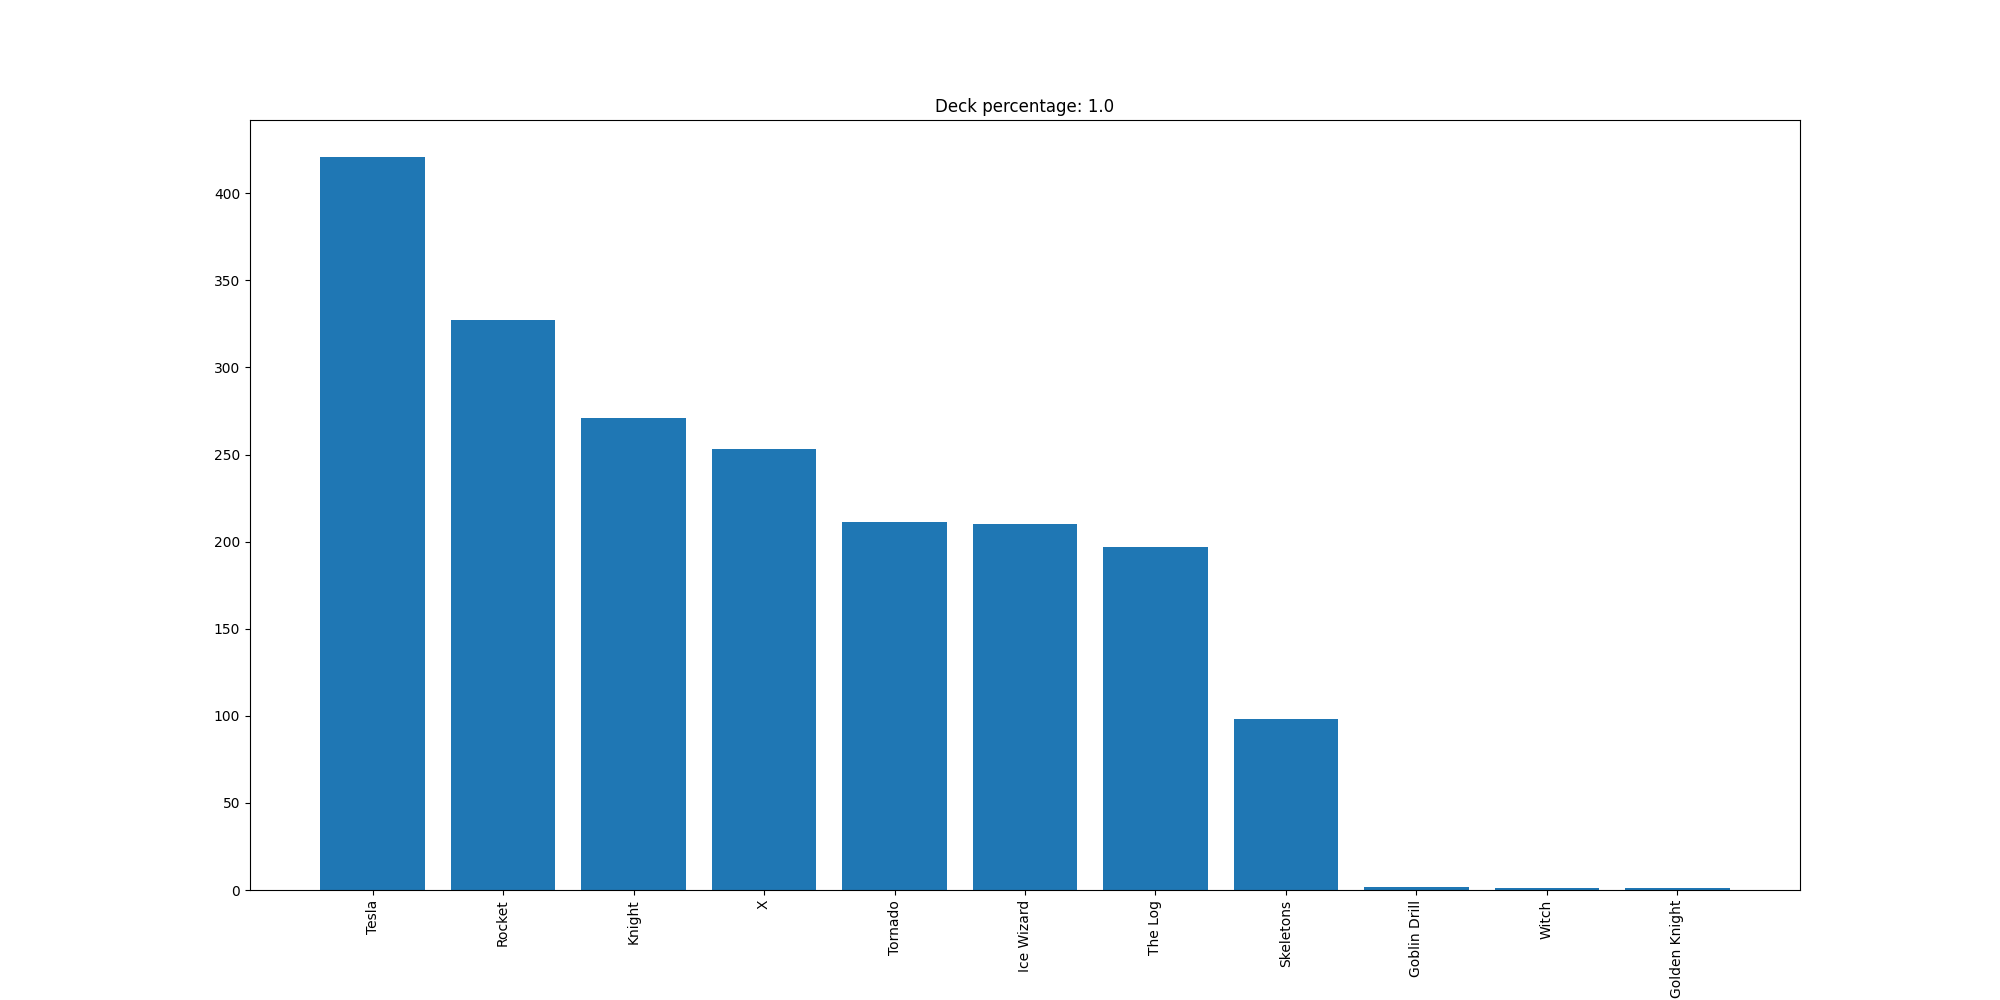 Deck percentage: 1.0
400
350
300
250
200
150
100
50
0
Tesla
Rocket
Knight
X
Tornado
Ice Wizard
The Log
Skeletons
Goblin Drill
Witch
Golden Knight